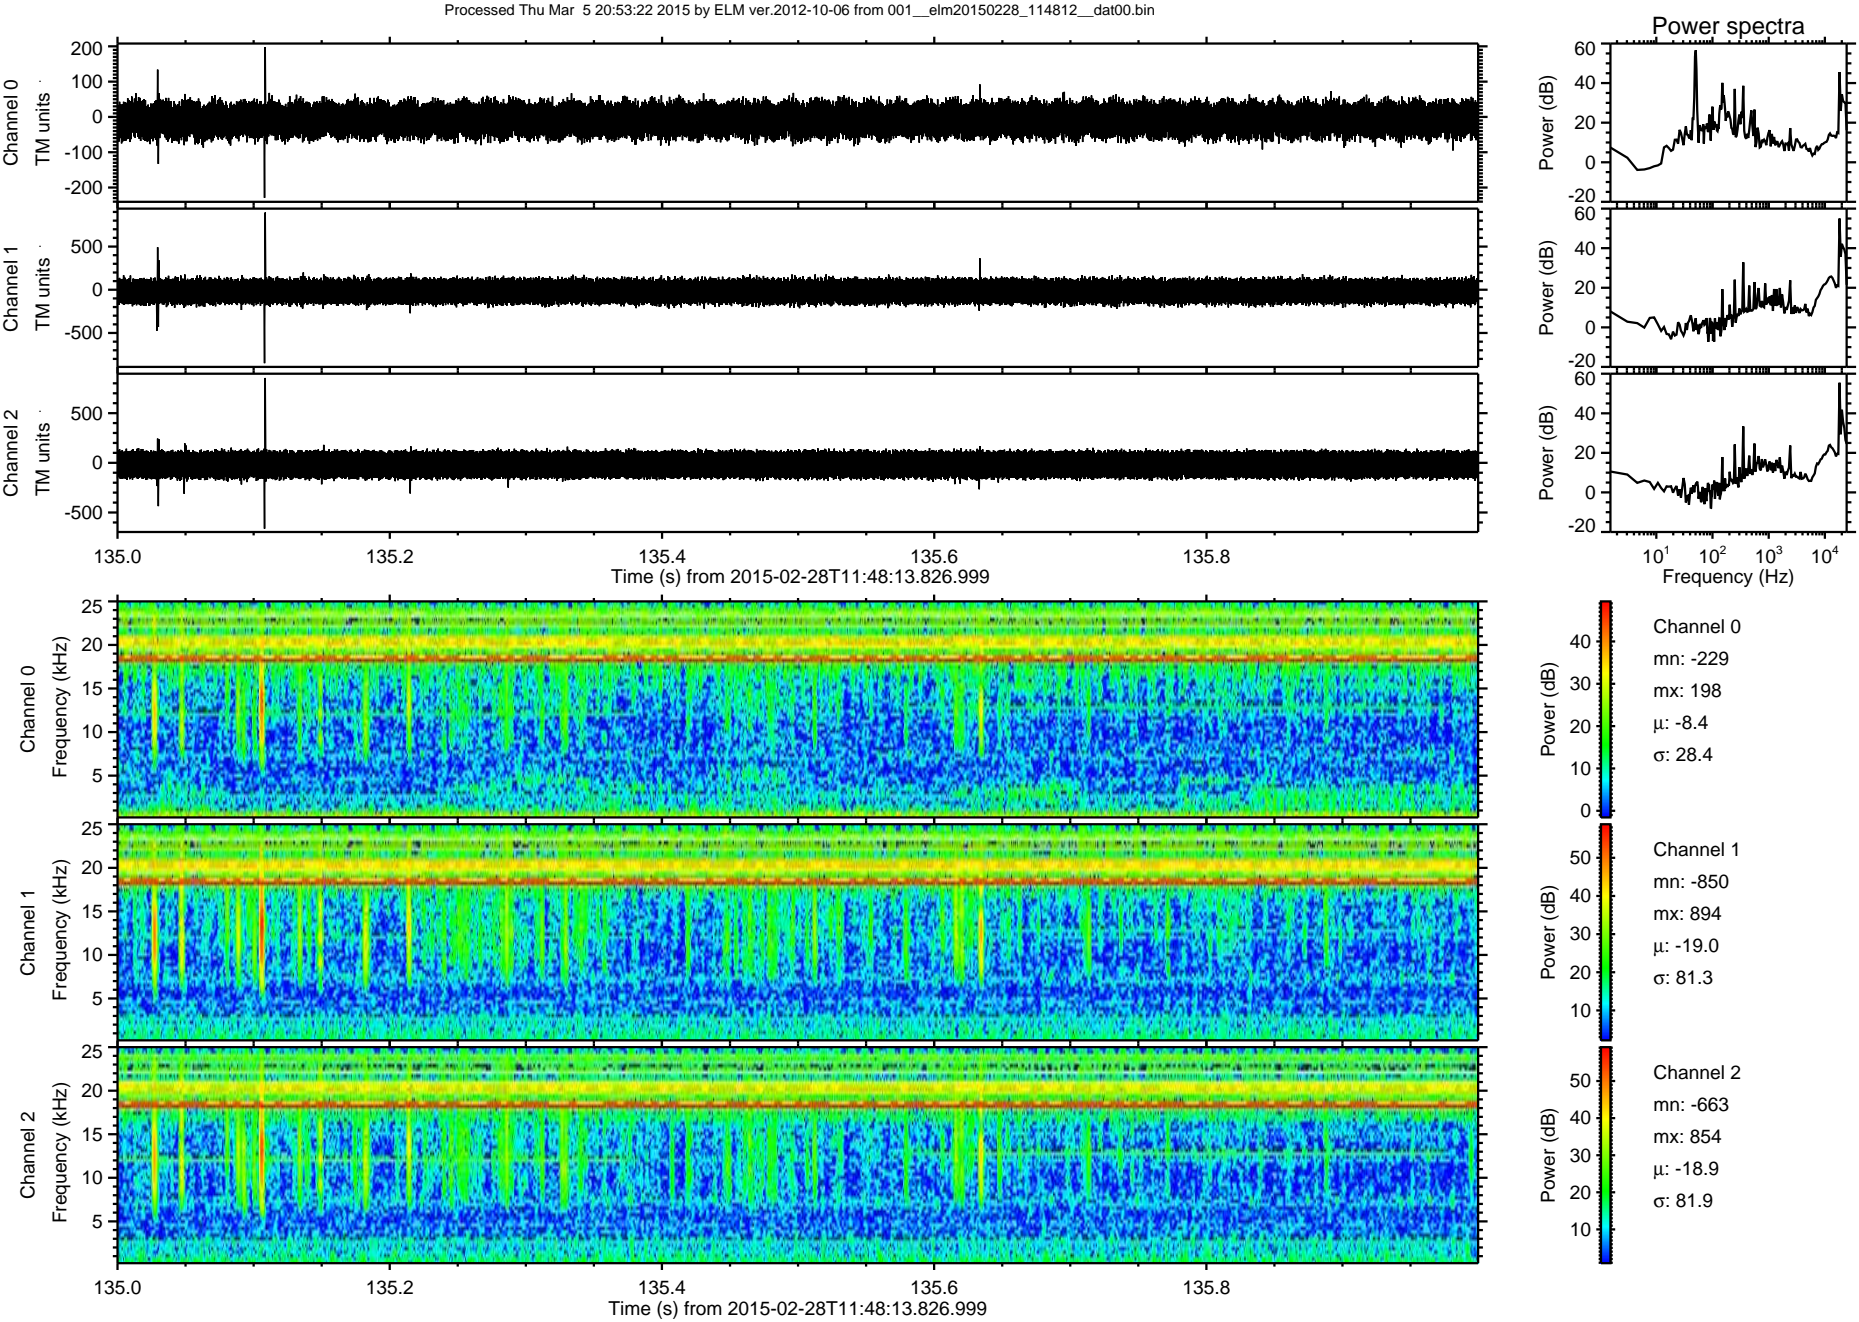 Processed Thu Mar 5 20:53:22 2015 by ELM ver.2012-10-06 from 001__elm20150228_114812__dat00.bin
Power spectra
Channel 0
TM units
200
100
0
-100
-200
Power (dB)
60
40
20
0
-20
Channel 1
TM units
500
0
-500
Power (dB)
60
40
20
0
-20
Channel 2
TM units
500
0
-500
Power (dB)
60
40
20
0
-20
135.0
135.2
135.4
135.6
135.8
Time (s) from 2015-02-28T11:48:13.826.999
10^1
10^2
10^3
10^4
Frequency (Hz)
Channel 0
Frequency (kHz)
25
20
15
10
5
Power (dB)
40
30
20
10
0
Channel 0
mn: -229
mx: 198
μ: -8.4
σ: 28.4
Channel 1
Frequency (kHz)
25
20
15
10
5
Power (dB)
50
40
30
20
10
Channel 1
mn: -850
mx: 894
μ: -19.0
σ: 81.3
Channel 2
Frequency (kHz)
25
20
15
10
5
Power (dB)
50
40
30
20
10
Channel 2
mn: -663
mx: 854
μ: -18.9
σ: 81.9
135.0
135.2
135.4
135.6
135.8
Time (s) from 2015-02-28T11:48:13.826.999